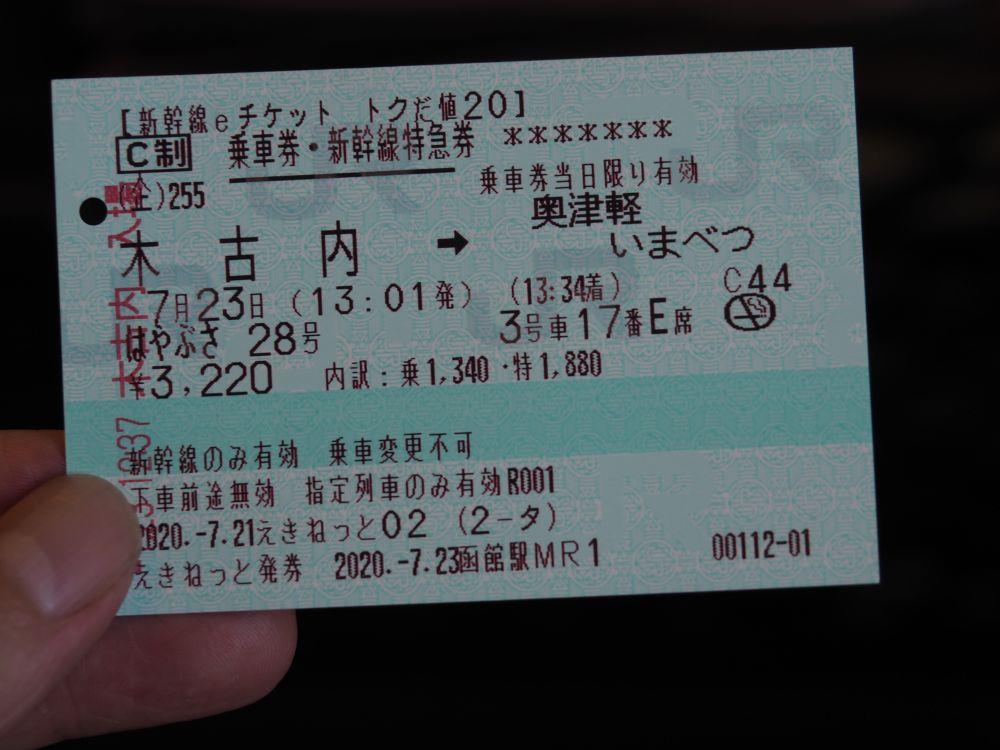 [新幹線eチケット トクだ値20]
C制 乗車券・新幹線特急券 *******
乗車券当日限り有効
255
木古内 → 奥津軽
いまべつ
7月23日 (13:01発) (13:34着) C44
はやぶさ 28号 3号車17番E席
¥3,220 内訳:乗1,340・特1,880
新幹線のみ有効 乗車変更不可
下車前途無効 指定列車のみ有効R001
2020.-7.21えきねっと02 (2-タ)
えきねっと発券 2020.-7.23函館駅MR1 00112-01
木古内 入場